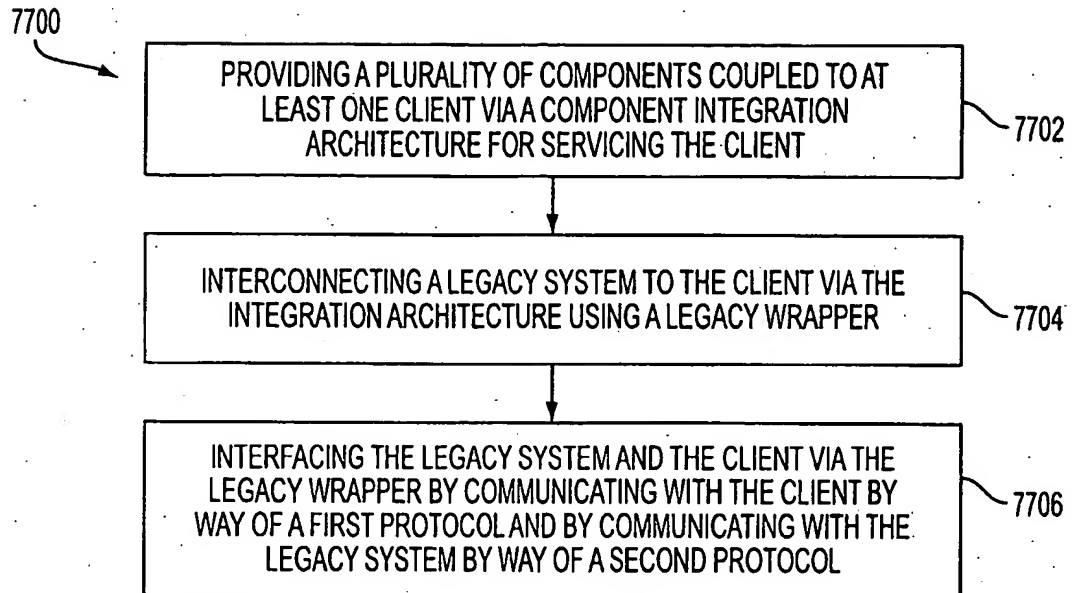 7700
PROVIDING A PLURALITY OF COMPONENTS COUPLED TO AT
LEAST ONE CLIENT VIA A COMPONENT INTEGRATION
ARCHITECTURE FOR SERVICING THE CLIENT
7702
INTERCONNECTING A LEGACY SYSTEM TO THE CLIENT VIA THE
INTEGRATION ARCHITECTURE USING A LEGACY WRAPPER
7704
INTERFACING THE LEGACY SYSTEM AND THE CLIENT VIA THE
LEGACY WRAPPER BY COMMUNICATING WITH THE CLIENT BY
WAY OF A FIRST PROTOCOL AND BY COMMUNICATING WITH THE
LEGACY SYSTEM BY WAY OF A SECOND PROTOCOL
7706